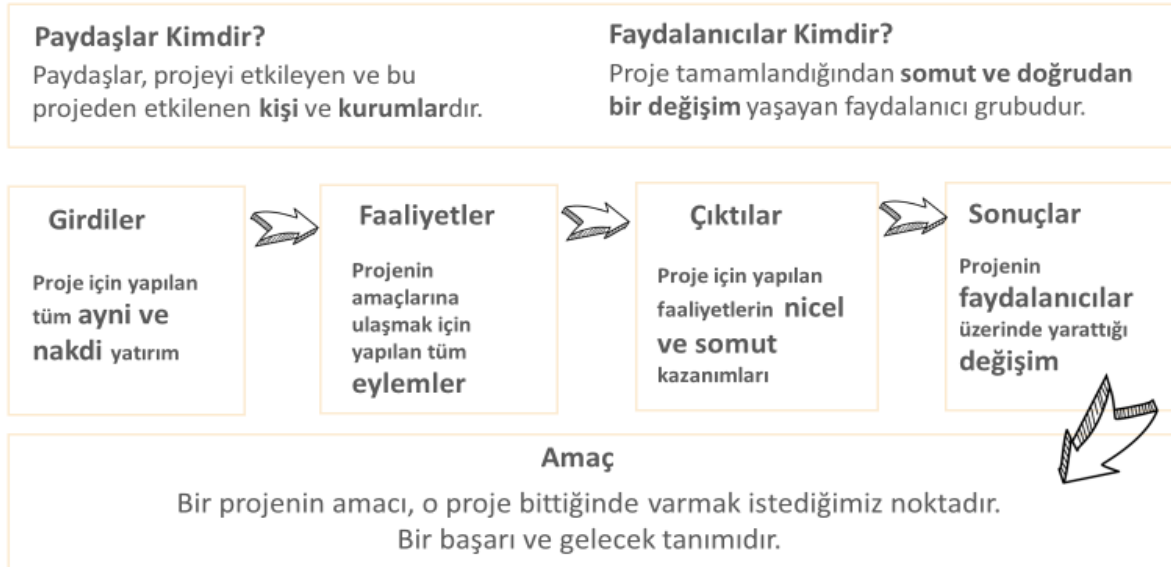 Paydaşlar Kimdir?
Paydaşlar, projeyi etkileyen ve bu
projeden etkilenen kişi ve kurumlardır.
Faydalanıcılar Kimdir?
Proje tamamlandığından somut ve doğrudan
bir değişim yaşayan faydalanıcı grubudur.
Girdiler
Proje için yapılan
tüm ayni ve
nakdi yatırım
Faaliyetler
Projenin
amaçlarına
ulaşmak için
yapılan tüm
eylemler
Çıktılar
Proje için yapılan
faaliyetlerin nicel
ve somut
kazanımları
Sonuçlar
Projenin
faydalanıcılar
üzerinde yarattığı
değişim
Amaç
Bir projenin amacı, o proje bittiğinde varmak istediğimiz noktadır.
Bir başarı ve gelecek tanımıdır.